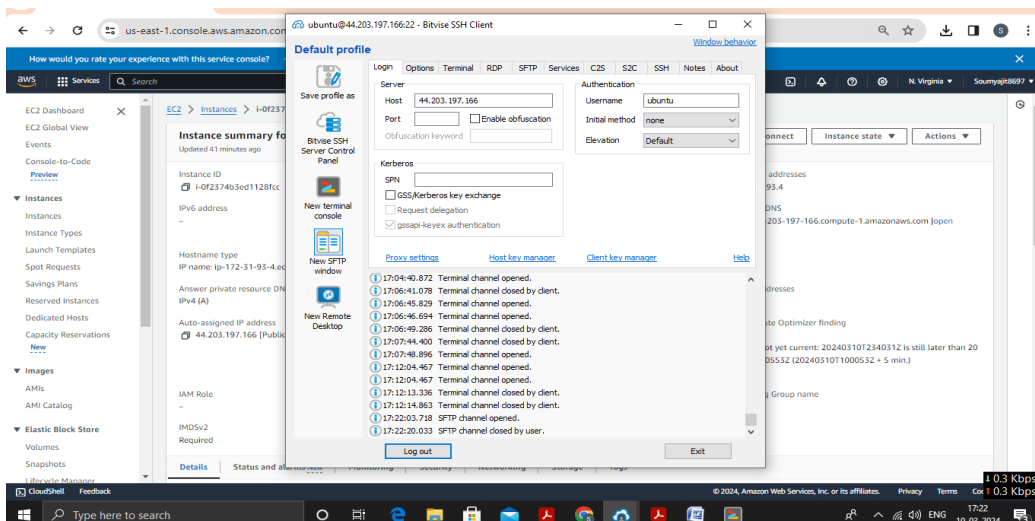 us-east-1.console.aws.amazon.con
How would you rate your experience with this service console?
aws
Services
Search
N. Virginia
Soumyajit8697
EC2 Dashboard
EC2 Global View
Events
Console-to-Code
Preview
Instances
Instances
Instance Types
Launch Templates
Spot Requests
Savings Plans
Reserved Instances
Dedicated Hosts
Capacity Reservations
New
Images
AMIs
AMI Catalog
Elastic Block Store
Volumes
Snapshots
Lifecycle Manager
EC2 > Instances > i-0f237
Instance summary fo
Updated 41 minutes ago
Instance ID
i-0f2374b3ed1128fcc
IPv6 address
–
Hostname type
IP name: ip-172-31-93-4.ec
Answer private resource DN
IPv4 (A)
Auto-assigned IP address
44.203.197.166 [Public
IAM Role
–
IMDSv2
Required
Details
Status and alarms New
Monitoring
Security
Networking
Storage
Tags
ubuntu@44.203.197.166:22 - Bitvise SSH Client
Default profile
Window behavior
Save profile as
Bitvise SSH
Server Control
Panel
New terminal
console
New SFTP
window
New Remote
Desktop
Login Options Terminal RDP SFTP Services C2S S2C SSH Notes About
Server
Host 44.203.197.166
Port Enable obfuscation
Obfuscation keyword
Kerberos
SPN
GSS/Kerberos key exchange
Request delegation
gssapi-keyex authentication
Authentication
Username ubuntu
Initial method none
Elevation Default
Proxy settings Host key manager Client key manager Help
17:04:40.872 Terminal channel opened.
17:06:41.078 Terminal channel closed by client.
17:06:45.829 Terminal channel opened.
17:06:46.694 Terminal channel opened.
17:06:49.286 Terminal channel closed by client.
17:07:44.400 Terminal channel closed by client.
17:07:48.896 Terminal channel opened.
17:12:04.467 Terminal channel opened.
17:12:04.467 Terminal channel opened.
17:12:13.336 Terminal channel closed by client.
17:12:14.863 Terminal channel closed by client.
17:22:03.718 SFTP channel opened.
17:22:20.033 SFTP channel closed by user.
Log out Exit
onnect
Instance state
Actions
addresses
93.4
DNS
-203-197-166.compute-1.amazonaws.com |open
dresses
te Optimizer finding
ot yet current: 20240310T234031Z is still later than 20
0553Z (20240310T100053Z + 5 min.)
g Group name
CloudShell Feedback
© 2024, Amazon Web Services, Inc. or its affiliates. Privacy Terms
0.3 Kbps
0.3 Kbps
Type here to search
ENG
17:22
10-03-2024